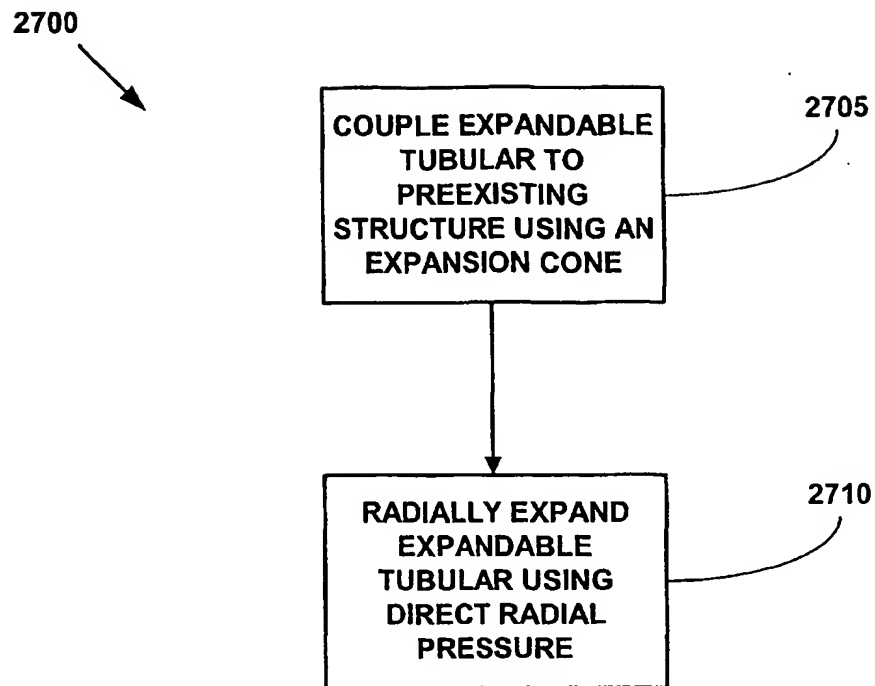 2700
COUPLE EXPANDABLE
TUBULAR TO
PREEXISTING
STRUCTURE USING AN
EXPANSION CONE
2705
RADIALLY EXPAND
EXPANDABLE
TUBULAR USING
DIRECT RADIAL
PRESSURE
2710